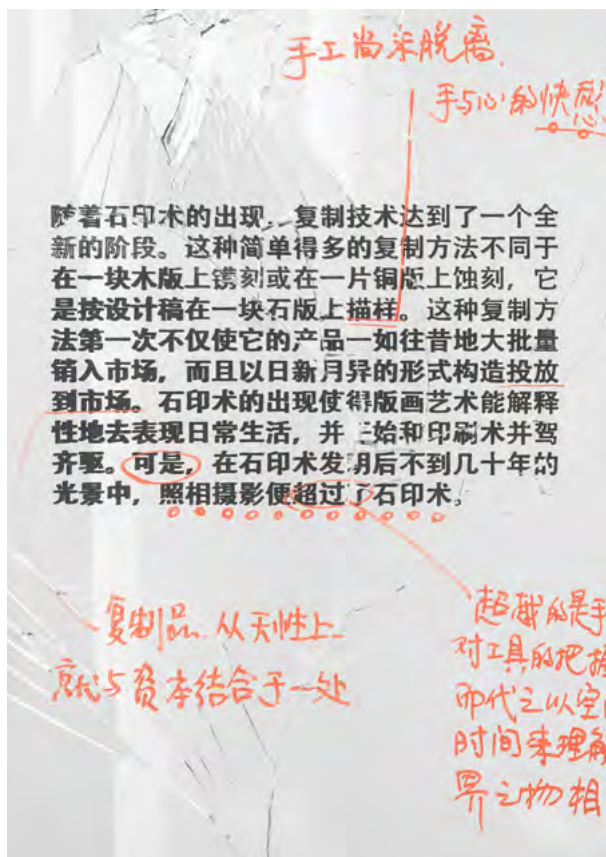 手工尚未脱离
手与心的快感
随着石印术的出现，复制技术达到了一个全
新的阶段。这种简单得多的复制方法不同于
在一块木版上镌刻或在一片铜版上蚀刻，它
是按设计稿在一块石版上描样。这种复制方
法第一次不仅使它的产品一如往昔地大批量
销入市场，而且以日新月异的形式构造投放
到市场。石印术的出现使得版画艺术能解释
性地去表现日常生活，并开始和印刷术并驾
齐驱。可是，在石印术发明后不到几十年的
光景中，照相摄影便超过了石印术。
复制品从天性上
就与资本结合于一处
超越的是手
对工具的把握
而代之以空
时间来理解
界之物相